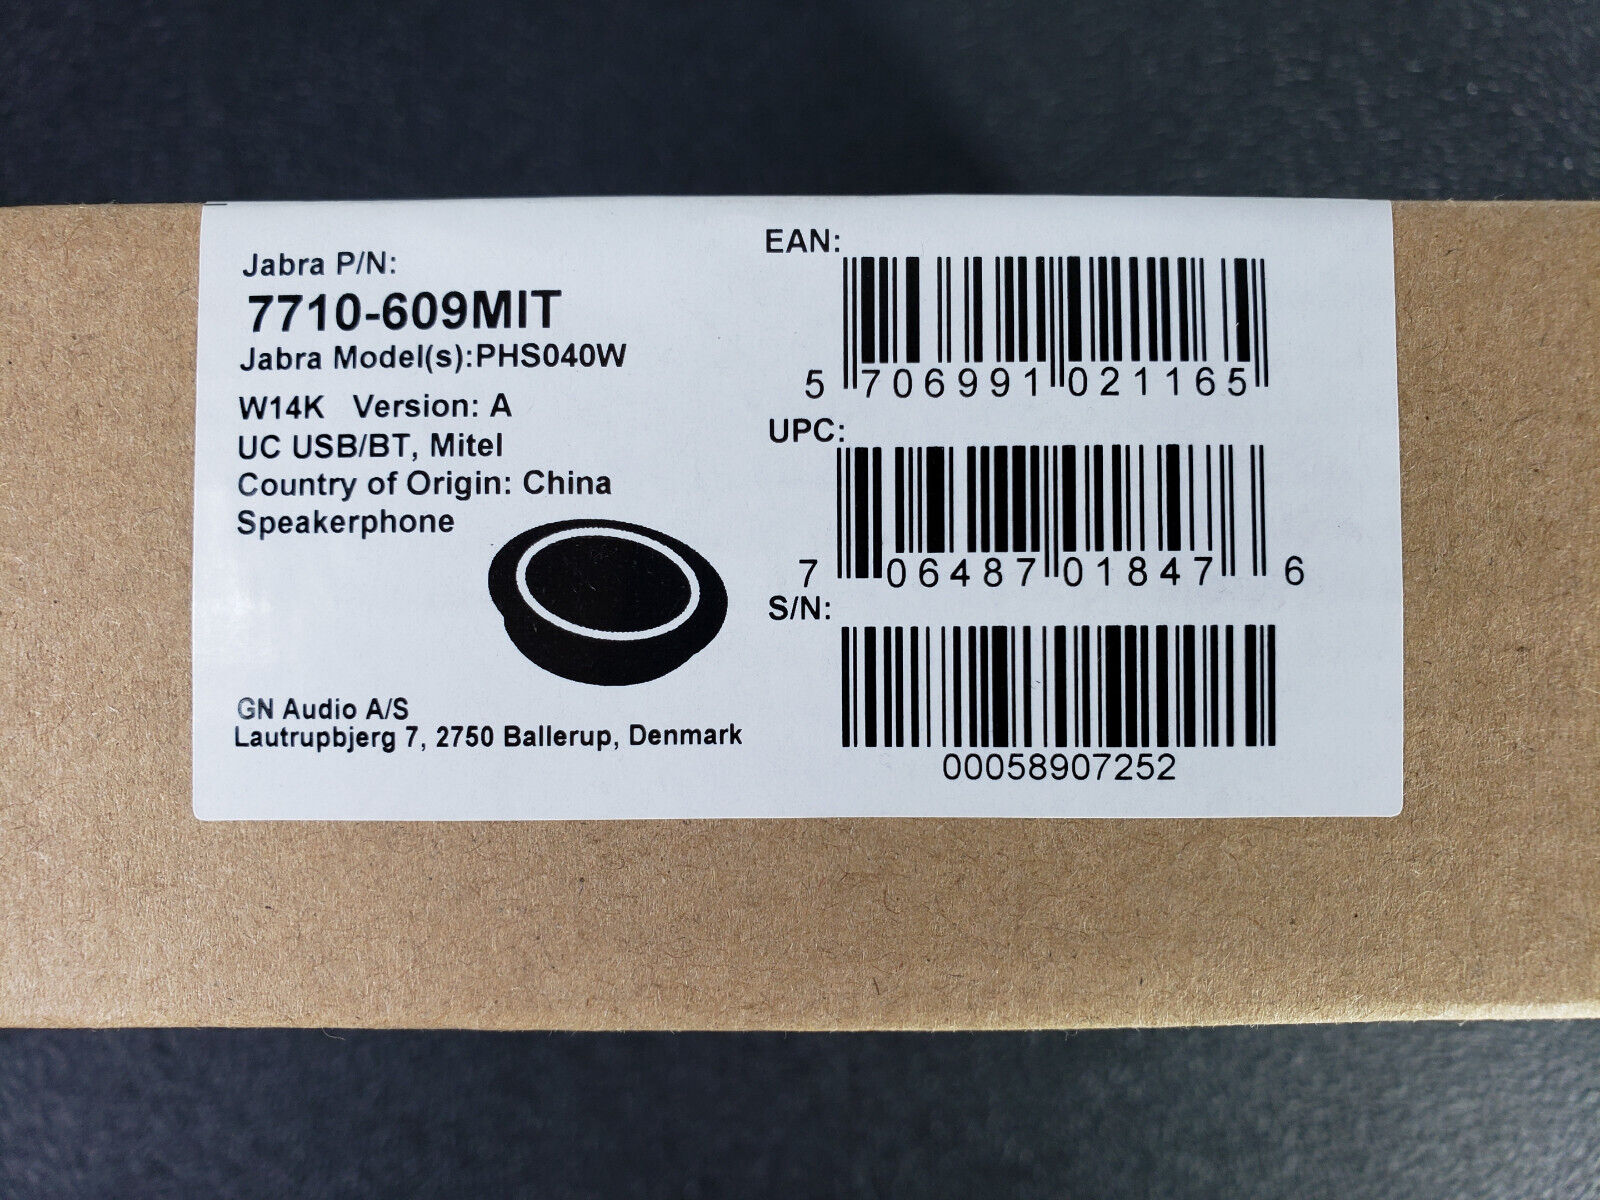 Jabra P/N:
7710-609MIT
Jabra Model(s):PHS040W
W14K Version: A
UC USB/BT, Mitel
Country of Origin: China
Speakerphone
GN Audio A/S
Lautrupbjerg 7, 2750 Ballerup, Denmark
EAN:
5 706991 021165
UPC:
7 06487 01847 6
S/N:
00058907252